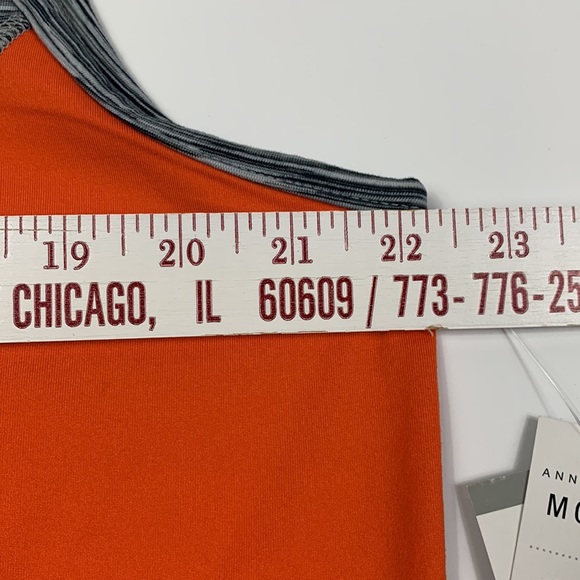 19 20 21 22 23
CHICAGO, IL 60609 / 773-776-25
ANN
MO